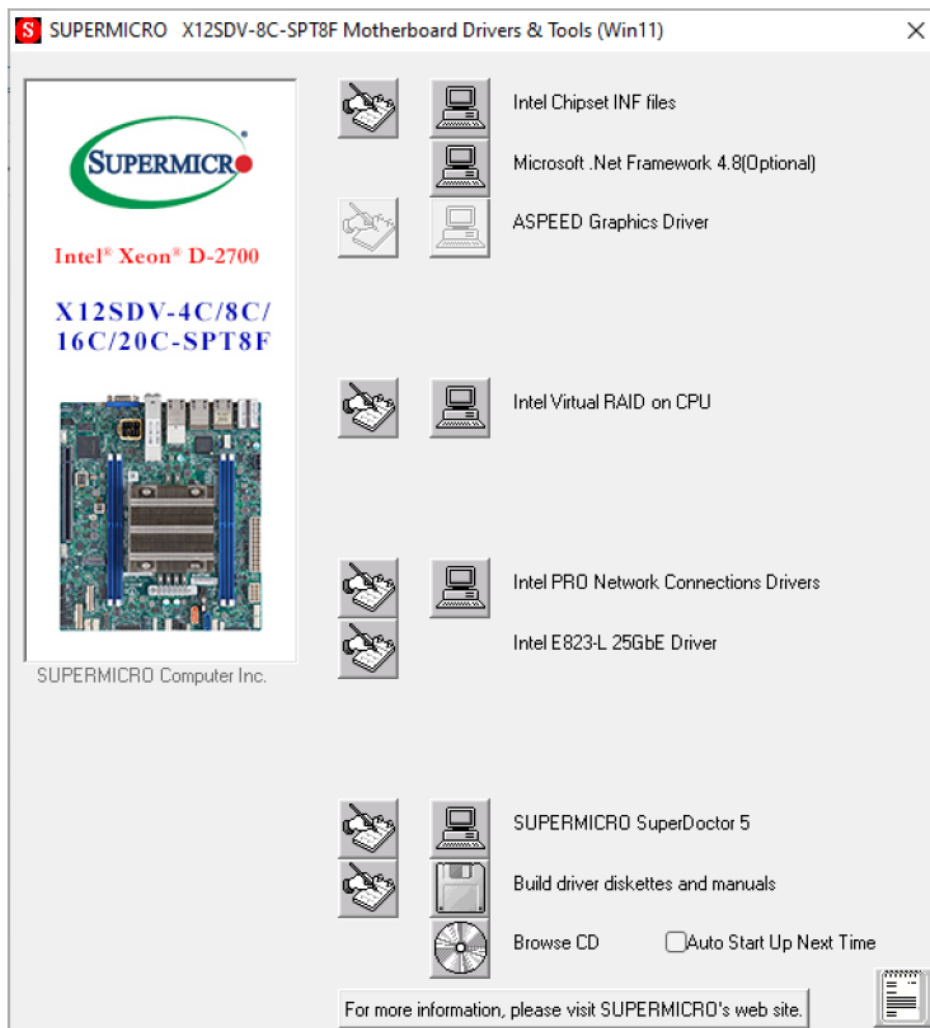 S SUPERMICRO X12SDV-8C-SPT8F Motherboard Drivers & Tools (Win11)
SUPERMICR
Intel® Xeon® D-2700
X12SDV-4C/8C/
16C/20C-SPT8F
SUPERMICRO Computer Inc.
Intel Chipset INF files
Microsoft .Net Framework 4.8(Optional)
ASPEED Graphics Driver
Intel Virtual RAID on CPU
Intel PRO Network Connections Drivers
Intel E823-L 25GbE Driver
SUPERMICRO SuperDoctor 5
Build driver diskettes and manuals
Browse CD
Auto Start Up Next Time
For more information, please visit SUPERMICRO's web site.